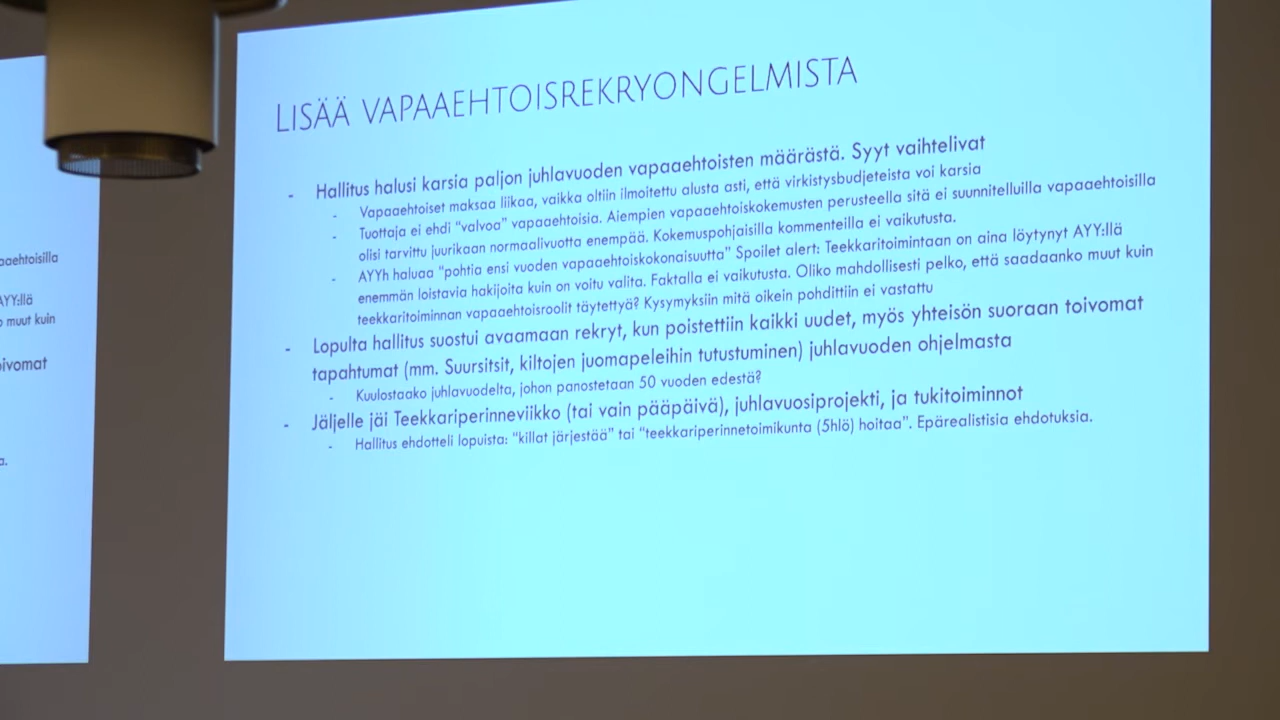 LISÄÄ VAPAAEHTOISREKRYONGELMISTA
- Hallitus halusi karsia paljon juhlavuoden vapaaehtoisten määrästä. Syyt vaihtelivat
- Vapaaehtoiset maksaa liikaa, vaikka oltiin ilmoitettu alusta asti, että virkistysbudjeteista voi karsia
- Tuottaja ei ehdi “valvoa” vapaaehtoisia. Aiempien vapaaehtoiskokemusten perusteella sitä ei suunnitelluilla vapaaehtoisilla
olisi tarvittu juurikaan normaalivuotta enempää. Kokemuspohjaisilla kommenteilla ei vaikutusta.
- AYYh haluaa “pohtia ensi vuoden vapaaehtoiskokonaisuutta” Spoilet alert: Teekkaritoimintaan on aina löytynyt AYY:llä
enemmän loistavia hakijoita kuin on voitu valita. Faktalla ei vaikutusta. Oliko mahdollisesti pelko, että saadaanko muut kuin
teekkaritoiminnan vapaaehtoisroolit täytettyä? Kysymyksiin mitä oikein pohdittiin ei vastattu
- Lopulta hallitus suostui avaamaan rekryt, kun poistettiin kaikki uudet, myös yhteisön suoraan toivomat
tapahtumat (mm. Suursitsit, kiltojen juomapeleihin tutustuminen) juhlavuoden ohjelmasta
- Kuulostaako juhlavuodelta, johon panostetaan 50 vuoden edestä?
- Jäljelle jäi Teekkariperinneviikko (tai vain pääpäivä), juhlavuosiprojekti, ja tukitoiminnot
- Hallitus ehdotteli lopuista: “killat järjestää” tai “teekkariperinnetoimikunta (5hlö) hoitaa”. Epärealistisia ehdotuksia.
AYY:llä
muut kuin